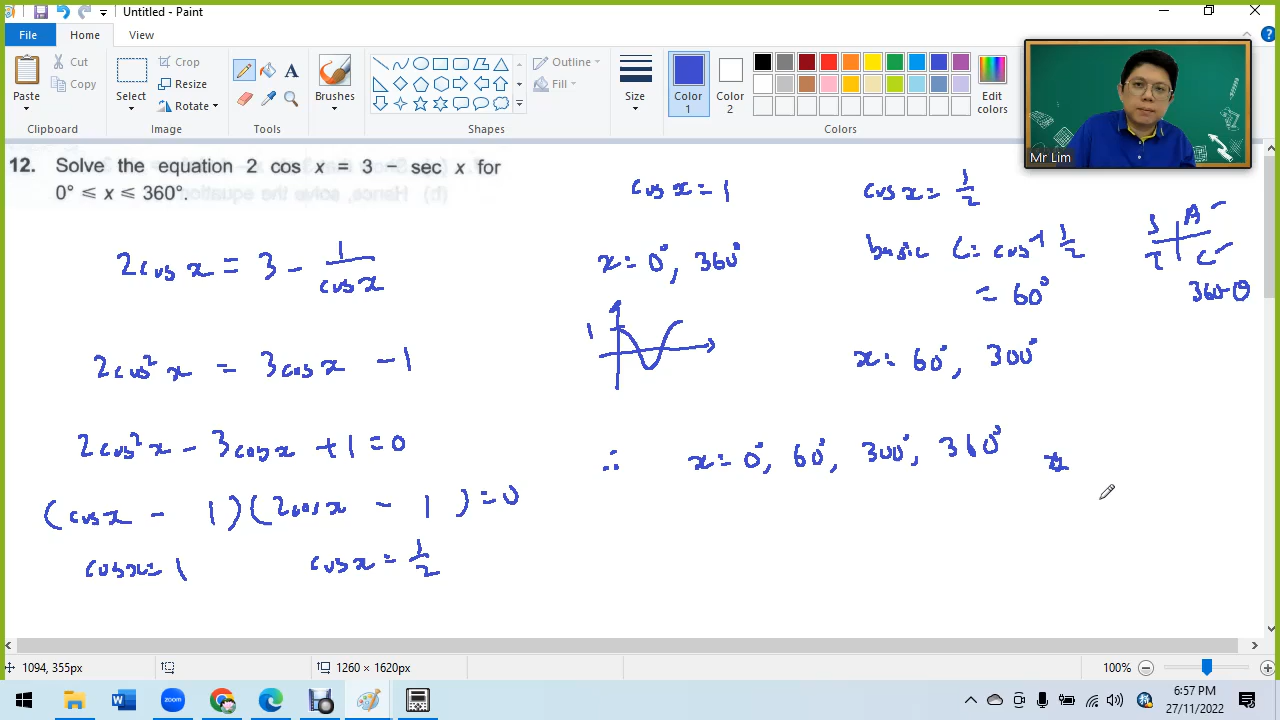 Untitled - Paint
File Home View
Paste
Cut
Copy
Clipboard
Select
Crop
Resize
Rotate
Image
Tools
Brushes
Shapes
Outline
Fill
Size
Color 1
Color 2
Edit colors
Colors
Mr Lim
12. Solve the equation 2 cos x = 3 − sec x for
0° ⩽ x ⩽ 360°.
2cos x = 3 − 1/cos x
2cos² x = 3cos x − 1
2cos² x − 3cos x + 1 = 0
(cos x − 1)(2cos x − 1) = 0
cos x = 1 cos x = 1/2
cos x = 1
x = 0°, 360°
1
cos x = 1/2
basic ∠ = cos⁻¹ 1/2
= 60°
S A
T C
360-θ
x = 60°, 300°
∴ x = 0°, 60°, 300°, 360°
1094, 355px
1260 × 1620px
100%
6:57 PM
27/11/2022
zoom